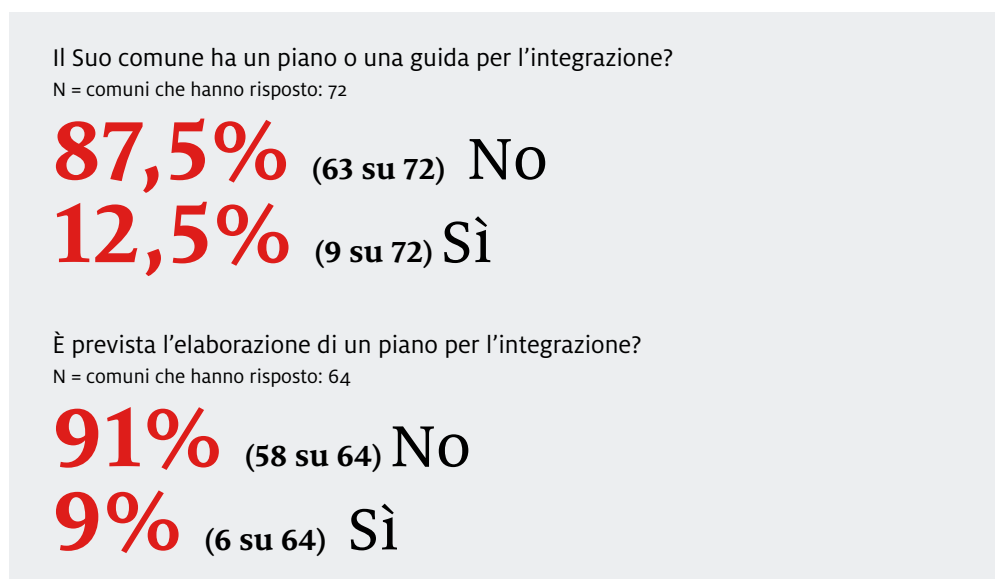 Il Suo comune ha un piano o una guida per l’integrazione?
N = comuni che hanno risposto: 72
87,5% (63 su 72) No
12,5% (9 su 72) Sì
È prevista l’elaborazione di un piano per l’integrazione?
N = comuni che hanno risposto: 64
91% (58 su 64) No
9% (6 su 64) Sì